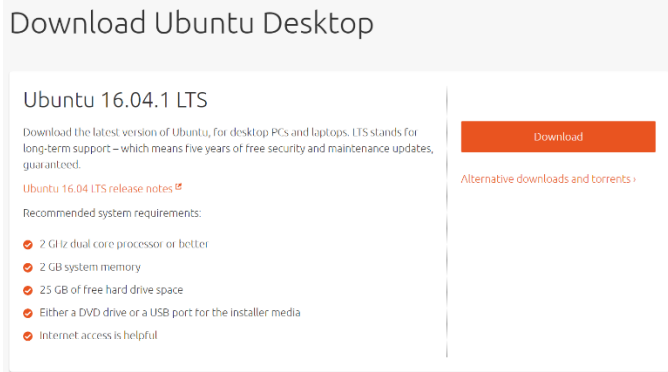 Download Ubuntu Desktop
Ubuntu 16.04.1 LTS
Download the latest version of Ubuntu, for desktop PCs and laptops. LTS stands for
long-term support – which means five years of free security and maintenance updates,
guaranteed.
Ubuntu 16.04 LTS release notes
Recommended system requirements:
2 GHz dual core processor or better
2 GB system memory
25 GB of free hard drive space
Either a DVD drive or a USB port for the installer media
Internet access is helpful
Download
Alternative downloads and torrents ›